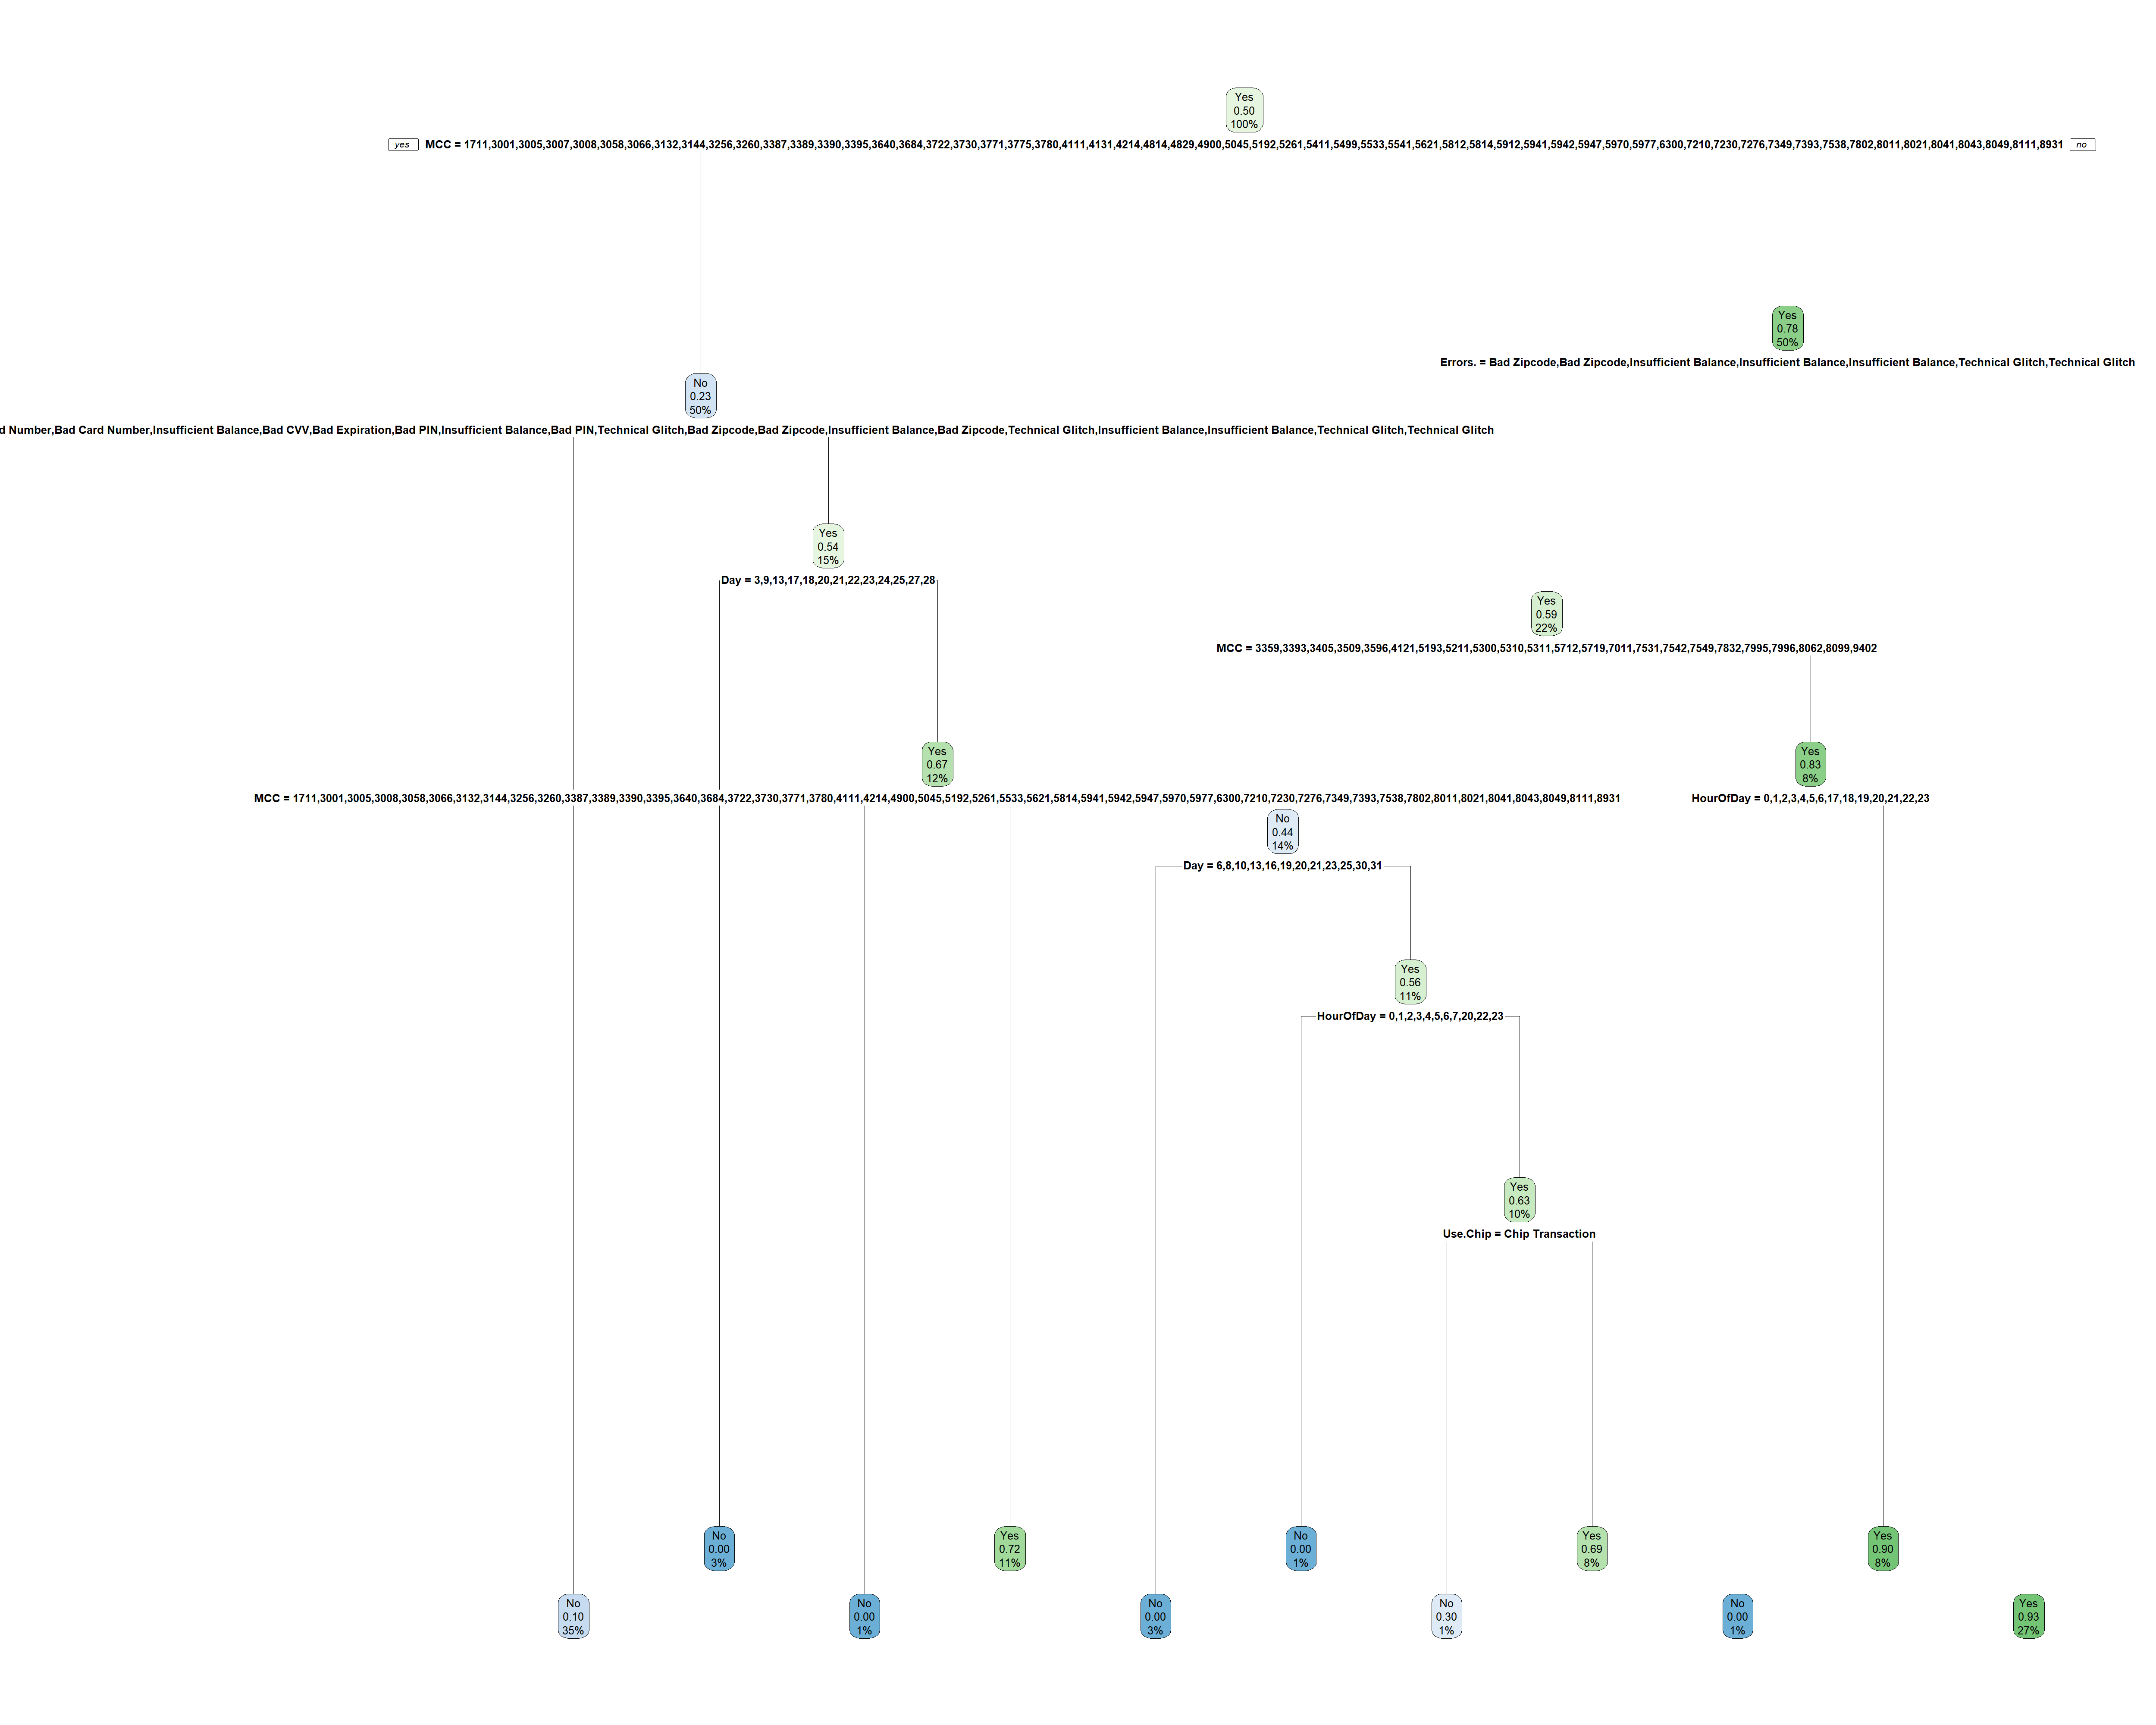 Yes
0.50
100%
yes MCC = 1711,3001,3005,3007,3008,3058,3066,3132,3144,3256,3260,3387,3389,3390,3395,3640,3684,3722,3730,3771,3775,3780,4111,4131,4214,4814,4829,4900,5045,5192,5261,5411,5499,5533,5541,5621,5812,5814,5912,5941,5942,5947,5970,5977,6300,7210,7230,7276,7349,7393,7538,7802,8011,8021,8041,8043,8049,8111,8931 no
Yes
0.78
50%
Errors. = Bad Zipcode,Bad Zipcode,Insufficient Balance,Insufficient Balance,Insufficient Balance,Technical Glitch,Technical Glitch
No
0.23
50%
d Number,Bad Card Number,Insufficient Balance,Bad CVV,Bad Expiration,Bad PIN,Insufficient Balance,Bad PIN,Technical Glitch,Bad Zipcode,Bad Zipcode,Insufficient Balance,Bad Zipcode,Technical Glitch,Insufficient Balance,Insufficient Balance,Technical Glitch,Technical Glitch
Yes
0.54
15%
Day = 3,9,13,17,18,20,21,22,23,24,25,27,28
Yes
0.59
22%
MCC = 3359,3393,3405,3509,3596,4121,5193,5211,5300,5310,5311,5712,5719,7011,7531,7542,7549,7832,7995,7996,8062,8099,9402
Yes
0.67
12%
MCC = 1711,3001,3005,3008,3058,3066,3132,3144,3256,3260,3387,3389,3390,3395,3640,3684,3722,3730,3771,3780,4111,4214,4900,5045,5192,5261,5533,5621,5814,5941,5942,5947,5970,5977,6300,7210,7230,7276,7349,7393,7538,7802,8011,8021,8041,8043,8049,8111,8931
Yes
0.83
8%
HourOfDay = 0,1,2,3,4,5,6,17,18,19,20,21,22,23
No
0.44
14%
Day = 6,8,10,13,16,19,20,21,23,25,30,31
Yes
0.56
11%
HourOfDay = 0,1,2,3,4,5,6,7,20,22,23
Yes
0.63
10%
Use.Chip = Chip Transaction
No
0.00
3%
Yes
0.72
11%
No
0.00
1%
Yes
0.69
8%
Yes
0.90
8%
No
0.10
35%
No
0.00
1%
No
0.00
3%
No
0.30
1%
No
0.00
1%
Yes
0.93
27%